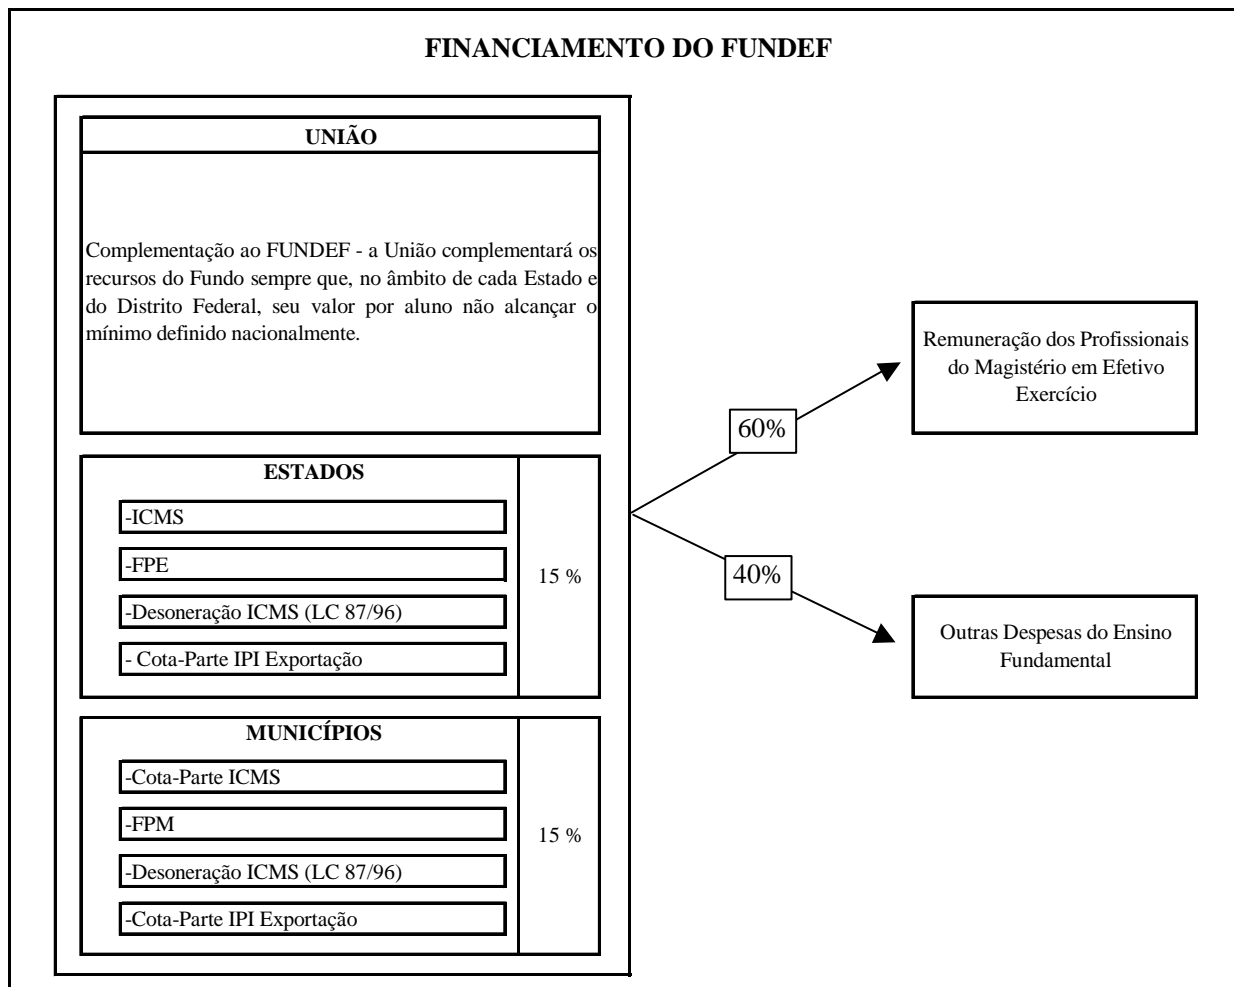 FINANCIAMENTO DO FUNDEF
UNIÃO
Complementação ao FUNDEF - a União complementará os
recursos do Fundo sempre que, no âmbito de cada Estado e
do Distrito Federal, seu valor por aluno não alcançar o
mínimo definido nacionalmente.
ESTADOS
-ICMS
-FPE
-Desoneração ICMS (LC 87/96)
- Cota-Parte IPI Exportação
15 %
MUNICÍPIOS
-Cota-Parte ICMS
-FPM
-Desoneração ICMS (LC 87/96)
-Cota-Parte IPI Exportação
15 %
60%
40%
Remuneração dos Profissionais
do Magistério em Efetivo
Exercício
Outras Despesas do Ensino
Fundamental